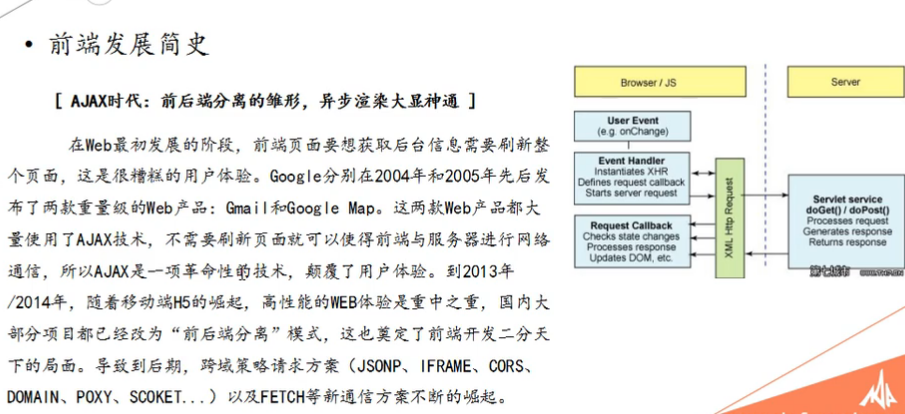 • 前端发展简史
[ AJAX时代：前后端分离的雏形，异步渲染大显神通 ]
在Web最初发展的阶段，前端页面要想获取后台信息需要刷新整
个页面，这是很糟糕的用户体验。Google分别在2004年和2005年先后发
布了两款重量级的Web产品：Gmail和Google Map。这两款Web产品都大
量使用了AJAX技术，不需要刷新页面就可以使得前端与服务器进行网络
通信，所以AJAX是一项革命性的技术，颠覆了用户体验。到2013年
/2014年，随着移动端H5的崛起，高性能的WEB体验是重中之重，国内大
部分项目都已经改为“前后端分离”模式，这也奠定了前端开发二分天
下的局面。导致到后期，跨域策略请求方案（JSONP、IFRAME、CORS、
DOMAIN、POXY、SCOKET...）以及FETCH等新通信方案不断的崛起。
Browser / JS
Server
User Event
(e.g. onChange)
Event Handler
Instantiates XHR
Defines request callback
Starts server request
Request Callback
Checks state changes
Processes response
Updates DOM, etc.
XML Http Request
Servlet service
doGet() / doPost()
Processes request
Generates response
Returns response
第七城市